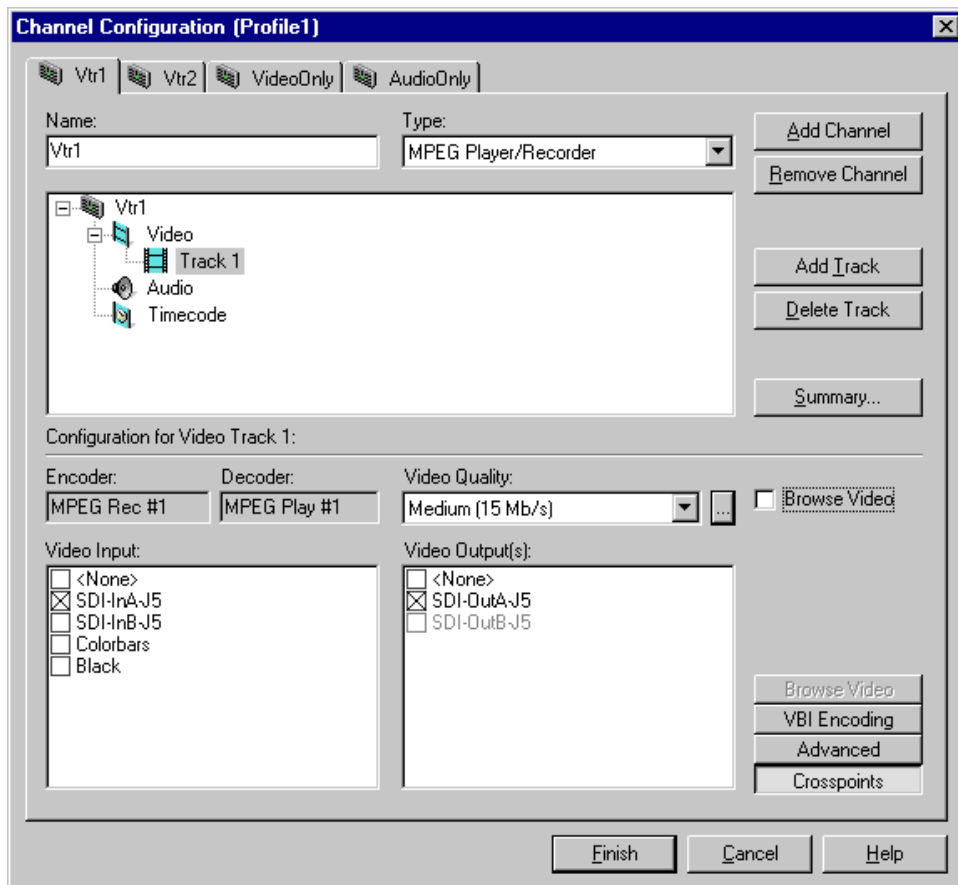 Channel Configuration (Profile1)
Vtr1 Vtr2 VideoOnly AudioOnly
Name: Type:
Vtr1 MPEG Player/Recorder
Add Channel
Remove Channel
Vtr1
Video
Track 1
Audio
Timecode
Add Track
Delete Track
Summary...
Configuration for Video Track 1:
Encoder: Decoder: Video Quality:
MPEG Rec #1 MPEG Play #1 Medium (15 Mb/s) ... Browse Video
Video Input:
<None>
SDI-InA-J5
SDI-InB-J5
Colorbars
Black
Video Output(s):
<None>
SDI-OutA-J5
SDI-OutB-J5
Browse Video
VBI Encoding
Advanced
Crosspoints
Finish Cancel Help